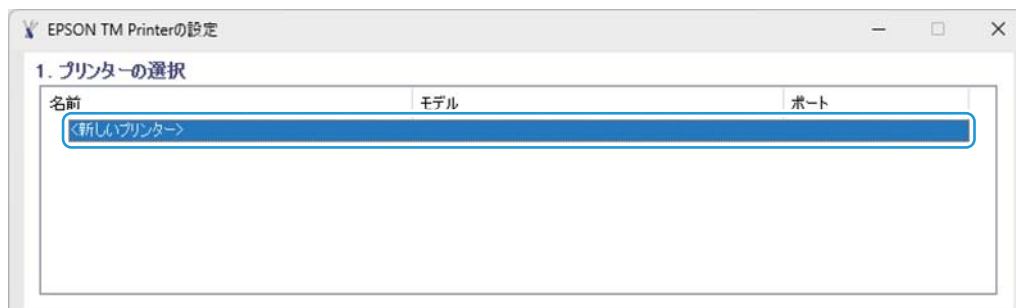 EPSON TM Printerの設定
1. プリンターの選択
名前 モデル ポート
<新しいプリンター>